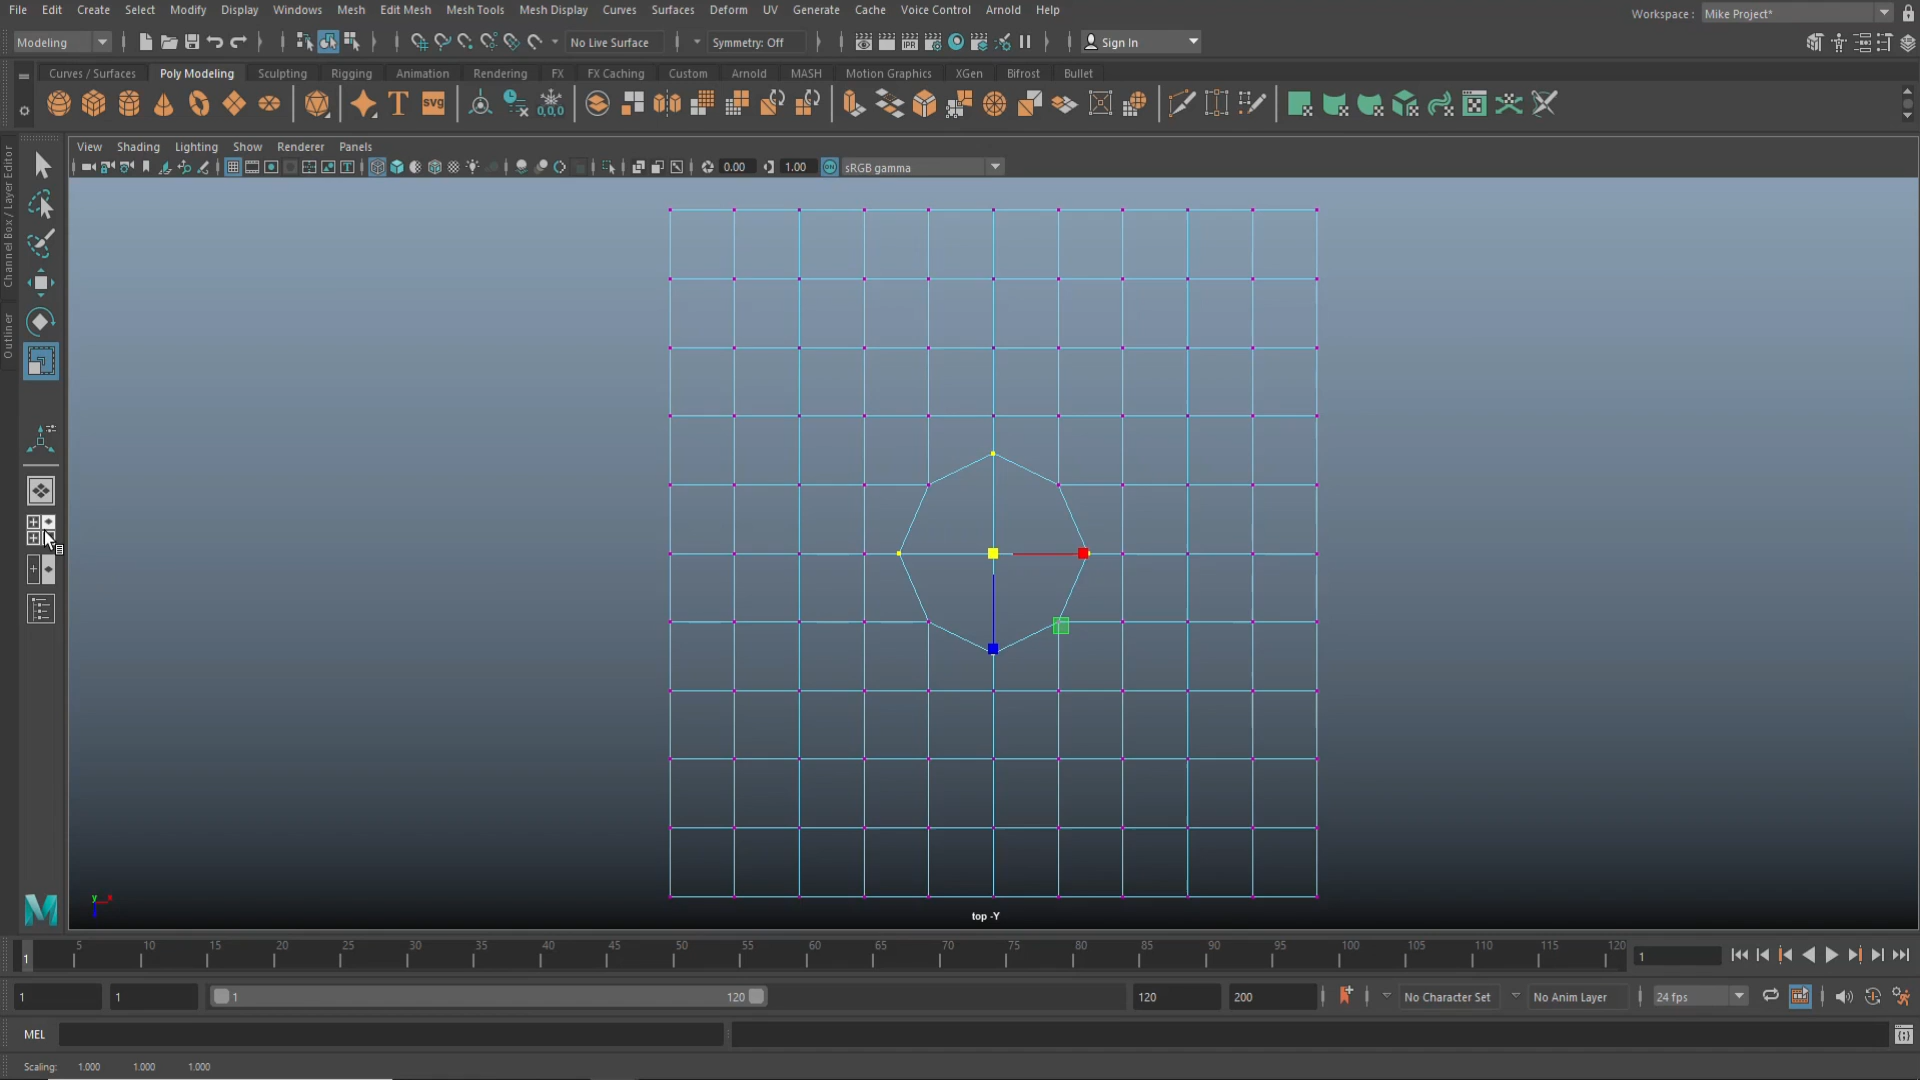 File Edit Create Select Modify Display Windows Mesh Edit Mesh Mesh Tools Mesh Display Curves Surfaces Deform UV Generate Cache Voice Control Arnold Help Workspace : Mike Project*
Modeling No Live Surface Symmetry: Off IPR Sign In
Curves / Surfaces Poly Modeling Sculpting Rigging Animation Rendering FX FX Caching Custom Arnold MASH Motion Graphics XGen Bifrost Bullet
T SVG 0,0,0
View Shading Lighting Show Renderer Panels
0.00 1.00 ON sRGB gamma
Channel Box / Layer Editor
Outliner
y x
top -Y
5 10 15 20 25 30 35 40 45 50 55 60 65 70 75 80 85 90 95 100 105 110 115 120
1 1
1 1 1 120 120 200 No Character Set No Anim Layer 24 fps
MEL
Scaling: 1.000 1.000 1.000